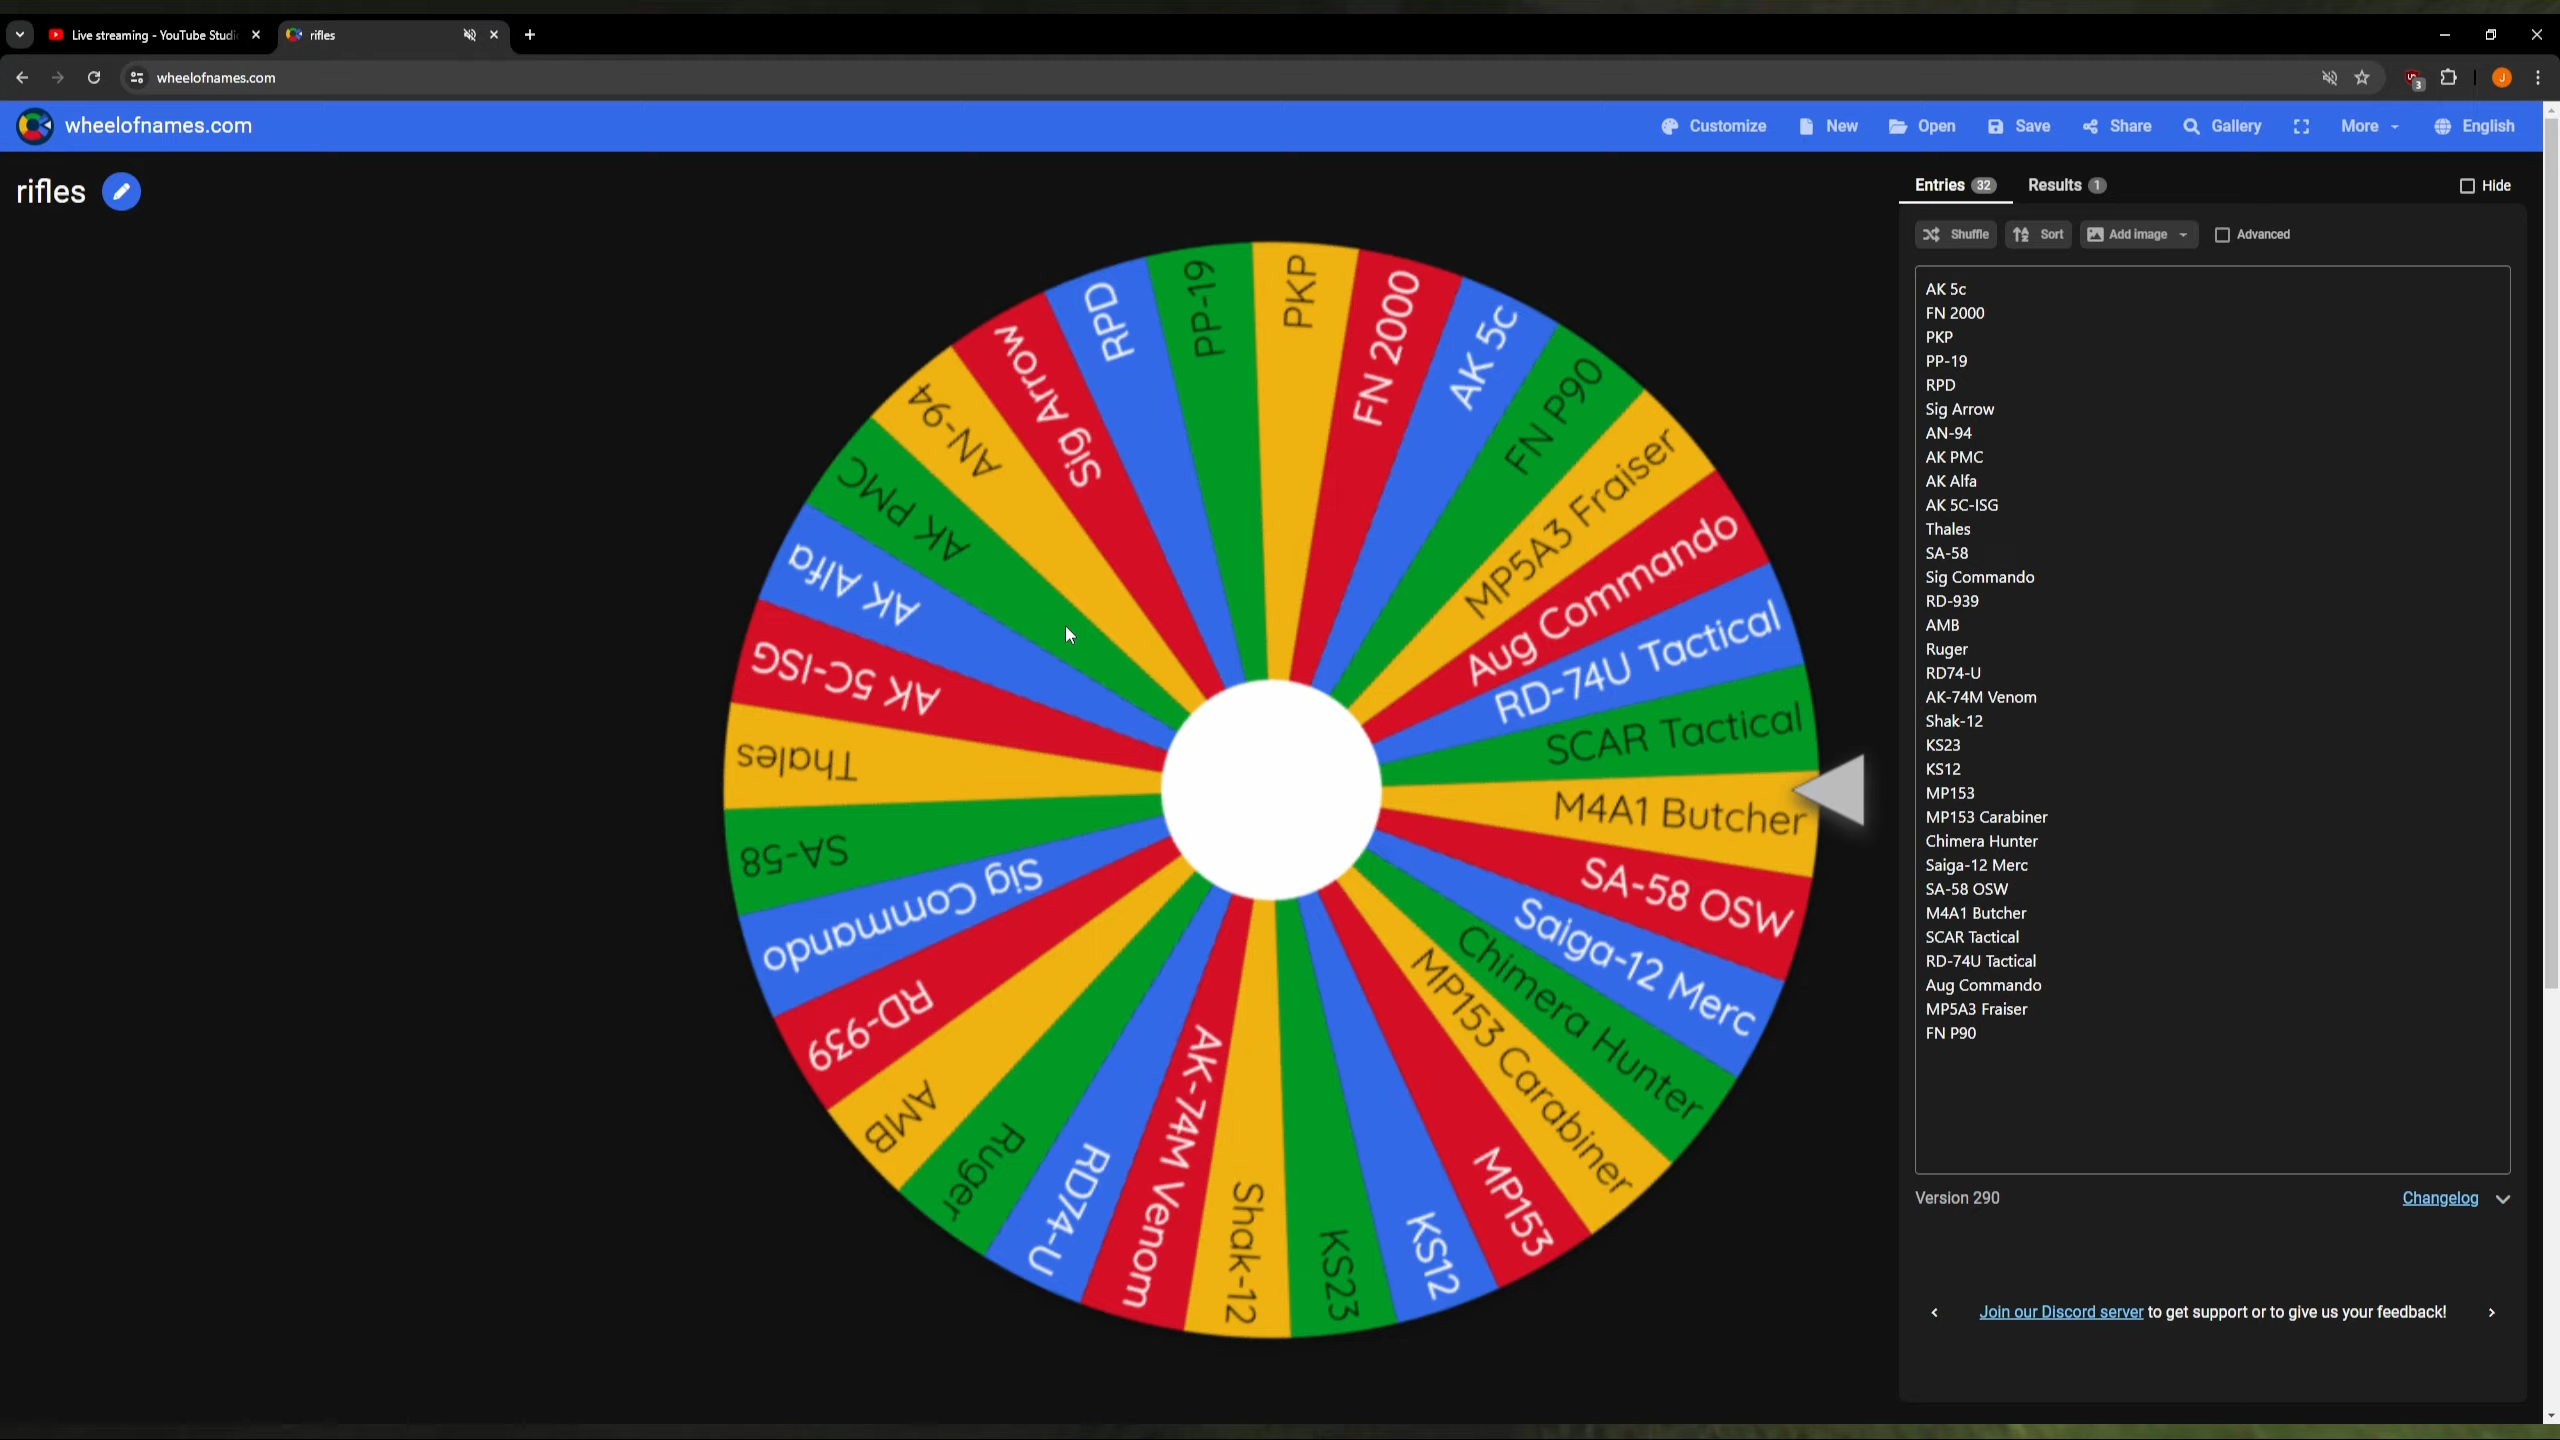 Live streaming - YouTube Studi
rifles
wheelofnames.com
wheelofnames.com
Customize
New
Open
Save
Share
Gallery
More
English
rifles
Entries 32
Results 1
Hide
Shuffle
Sort
Add image
Advanced
AK 5c
FN 2000
PKP
PP-19
RPD
Sig Arrow
AN-94
AK PMC
AK Alfa
AK 5C-ISG
Thales
SA-58
Sig Commando
RD-939
AMB
Ruger
RD74-U
AK-74M Venom
Shak-12
KS23
KS12
MP153
MP153 Carabiner
Chimera Hunter
Saiga-12 Merc
SA-58 OSW
M4A1 Butcher
SCAR Tactical
RD-74U Tactical
Aug Commando
MP5A3 Fraiser
FN P90
Version 290
Changelog
Join our Discord server to get support or to give us your feedback!
PKP
FN 2000
AK 5c
FN P90
MP5A3 Fraiser
Aug Commando
RD-74U Tactical
SCAR Tactical
M4A1 Butcher
SA-58 OSW
Saiga-12 Merc
Chimera Hunter
MP153 Carabiner
MP153
KS12
KS23
Shak-12
AK-74M Venom
RD74-U
Ruger
AMB
RD-939
Sig Commando
SA-58
Thales
AK 5C-ISG
AK Alfa
AK PMC
AN-94
Sig Arrow
RPD
PP-19
J
3